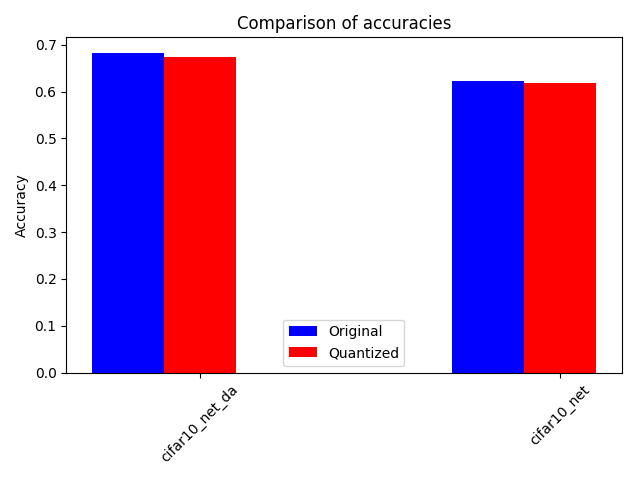 Comparison of accuracies
Accuracy
0.7
0.6
0.5
0.4
0.3
0.2
0.1
0.0
Original
Quantized
cifar10_net_da
cifar10_net